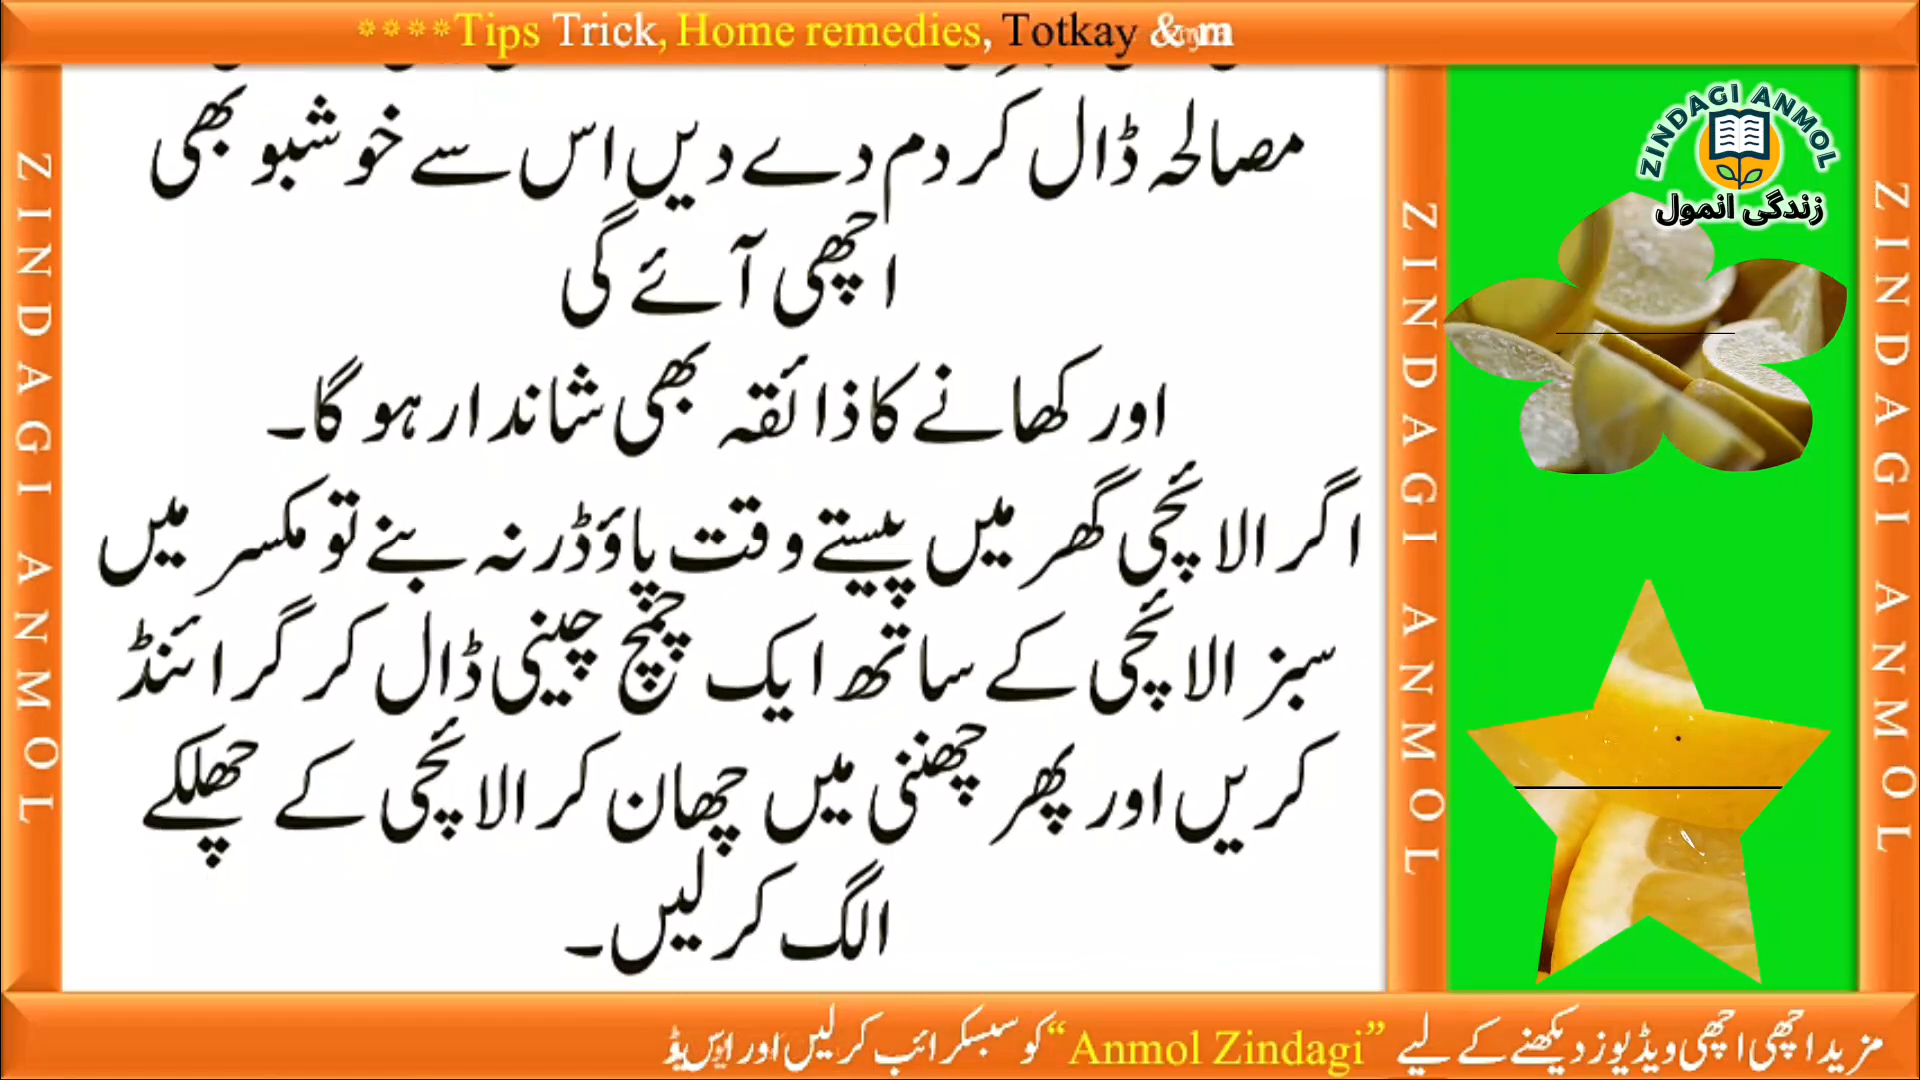 ****Tips Trick, Home remedies, Totkay &
مصالحہ ڈال کر دم دے دیں اس سے خوشبو بھی
اچھی آئے گی
اور کھانے کا ذائقہ بھی شاندار ہو گا۔
اگر الائچی گھر میں پیستے وقت پاؤڈر نہ بنے تو مکسر میں
سبز الائچی کے ساتھ ایک چمچ چینی ڈال کر گرائنڈ
کریں اور پھر چھننی میں چھان کر الائچی کے چھلکے
الگ کر لیں۔
ZINDAGI ANMOL
ZINDAGI ANMOL
ZINDAGI ANMOL
ZINDAGI ANMOL
زندگی انمول
مزید اچھی اچھی ویڈیوز دیکھنے کے لیے “Anmol Zindagi” کو سبسکرائب کر لیں اور